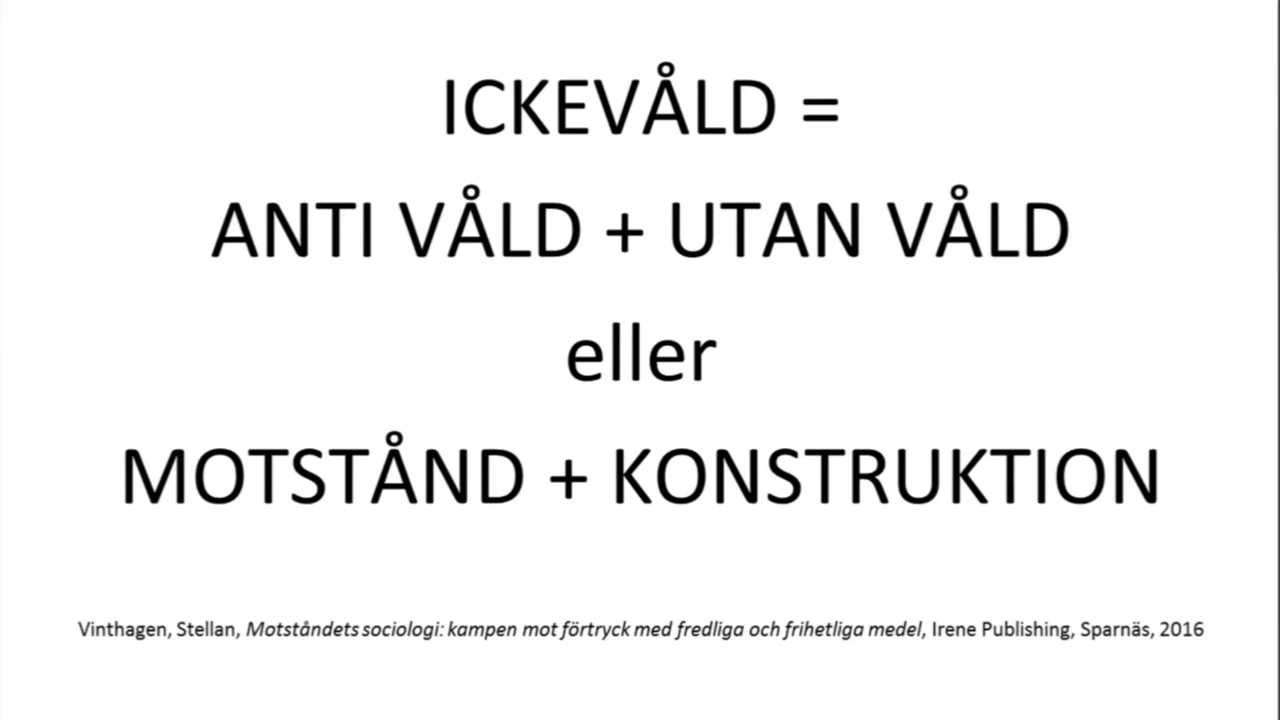 ICKEVÅLD =
ANTI VÅLD + UTAN VÅLD
eller
MOTSTÅND + KONSTRUKTION
Vinthagen, Stellan, Motståndets sociologi: kampen mot förtryck med fredliga och frihetliga medel, Irene Publishing, Sparnäs, 2016